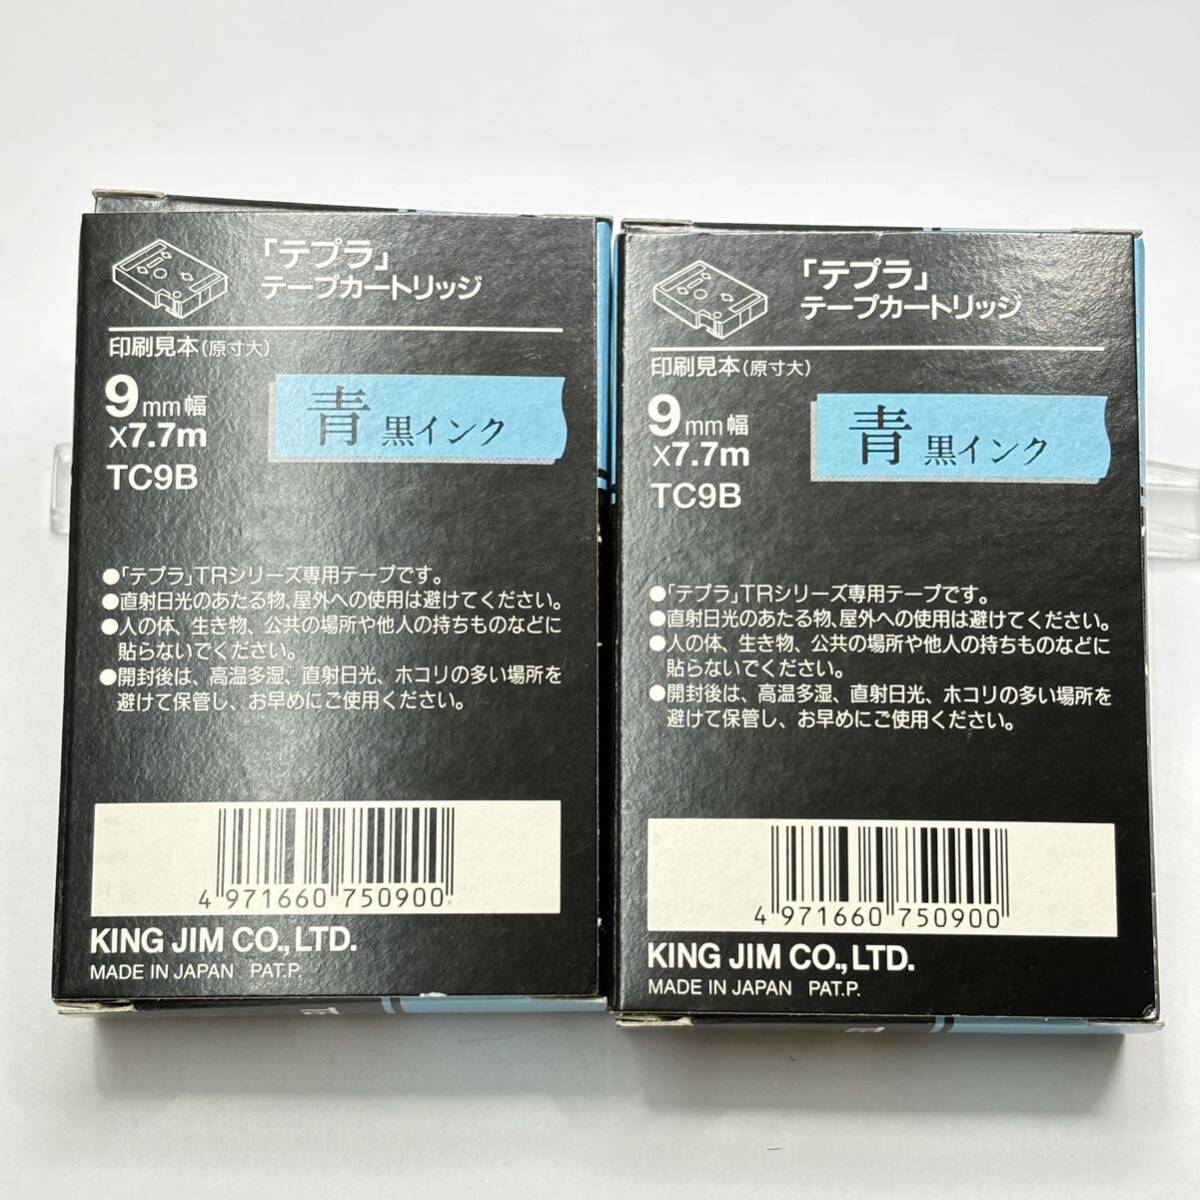 「テプラ」
テープカートリッジ
印刷見本(原寸大)
9mm幅
×7.7m
TC9B
青 黒インク
●「テプラ」TRシリーズ専用テープです。
●直射日光のあたる物、屋外への使用は避けてください。
●人の体、生き物、公共の場所や他人の持ちものなどに
貼らないでください。
●開封後は、高温多湿、直射日光、ホコリの多い場所を
避けて保管し、お早めにご使用ください。
4 971660 750900
KING JIM CO.,LTD.
MADE IN JAPAN PAT.P.
「テプラ」
テープカートリッジ
印刷見本(原寸大)
9mm幅
×7.7m
TC9B
青 黒インク
●「テプラ」TRシリーズ専用テープです。
●直射日光のあたる物、屋外への使用は避けてください。
●人の体、生き物、公共の場所や他人の持ちものなどに
貼らないでください。
●開封後は、高温多湿、直射日光、ホコリの多い場所を
避けて保管し、お早めにご使用ください。
4 971660 750900
KING JIM CO.,LTD.
MADE IN JAPAN PAT.P.